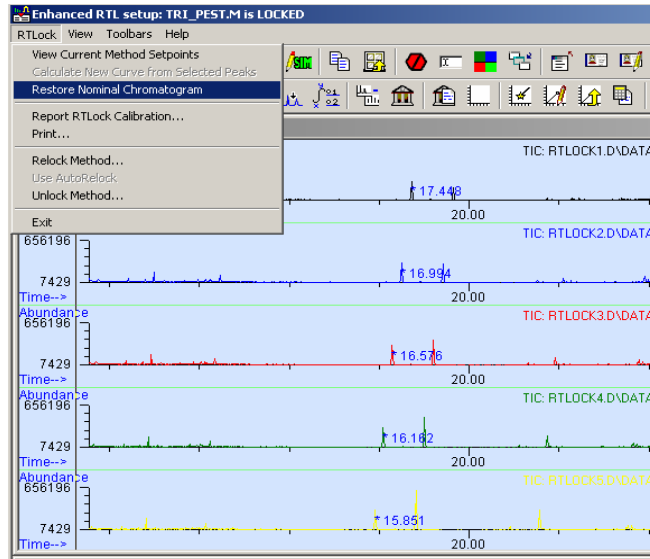 Enhanced RTL setup: TRI_PEST.M is LOCKED
RTLock View Toolbars Help
View Current Method Setpoints
Calculate New Curve from Selected Peaks
Restore Nominal Chromatogram
Report RTLock Calibration...
Print...
Relock Method...
Use AutoRelock
Unlock Method...
Exit
TIC: RTLOCK1.D\DATA
* 17.448
20.00
TIC: RTLOCK2.D\DATA
656196
* 16.994
7429
Time--> 20.00
Abundance
TIC: RTLOCK3.D\DATA
656196
* 16.576
7429
Time--> 20.00
Abundance
TIC: RTLOCK4.D\DATA
656196
* 16.162
7429
Time--> 20.00
Abundance
TIC: RTLOCK5.D\DATA
656196
* 15.851
7429
Time--> 20.00